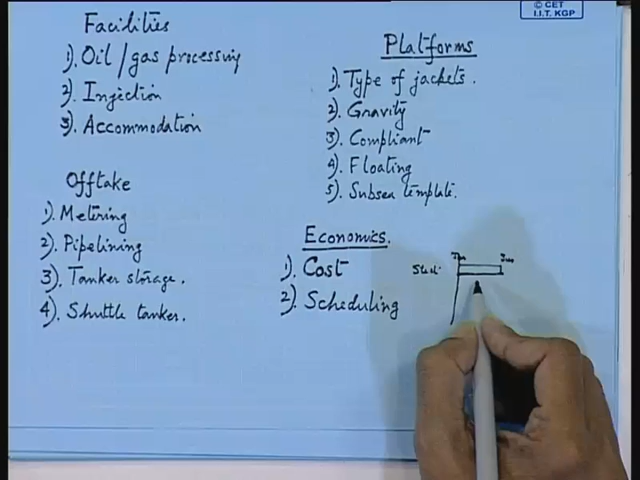 © CET
I.I.T. KGP
Facilities
1). Oil/gas processing
2). Injection
3). Accommodation
Offtake
1). Metering
2). Pipelining
3). Tanker storage.
4). Shuttle tanker.
Platforms
1). Type of jackets.
2). Gravity
3). Compliant
4). Floating
5). Subsea template.
Economics.
1). Cost
2). Scheduling